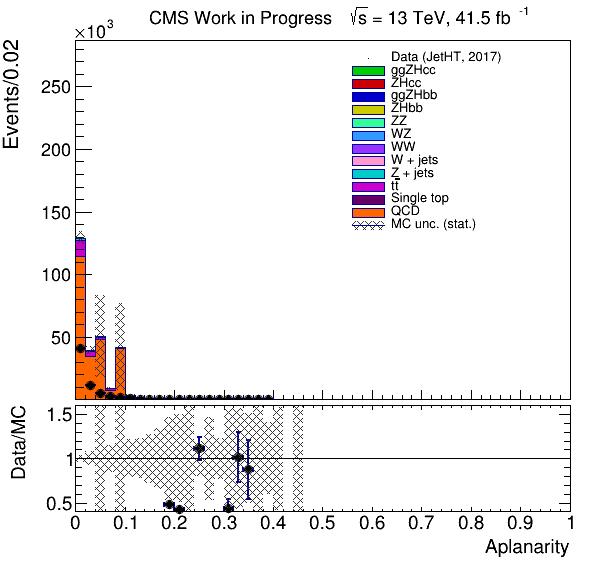 CMS Work in Progress √s = 13 TeV, 41.5 fb⁻¹
×10³
Events/0.02
250
200
150
100
50
Data (JetHT, 2017)
ggZHcc
ZHcc
ggZHbb
ZHbb
ZZ
WZ
WW
W + jets
Z + jets
tt̅
Single top
QCD
MC unc. (stat.)
Data/MC
1.5
1
0.5
0 0.1 0.2 0.3 0.4 0.5 0.6 0.7 0.8 0.9 1
Aplanarity